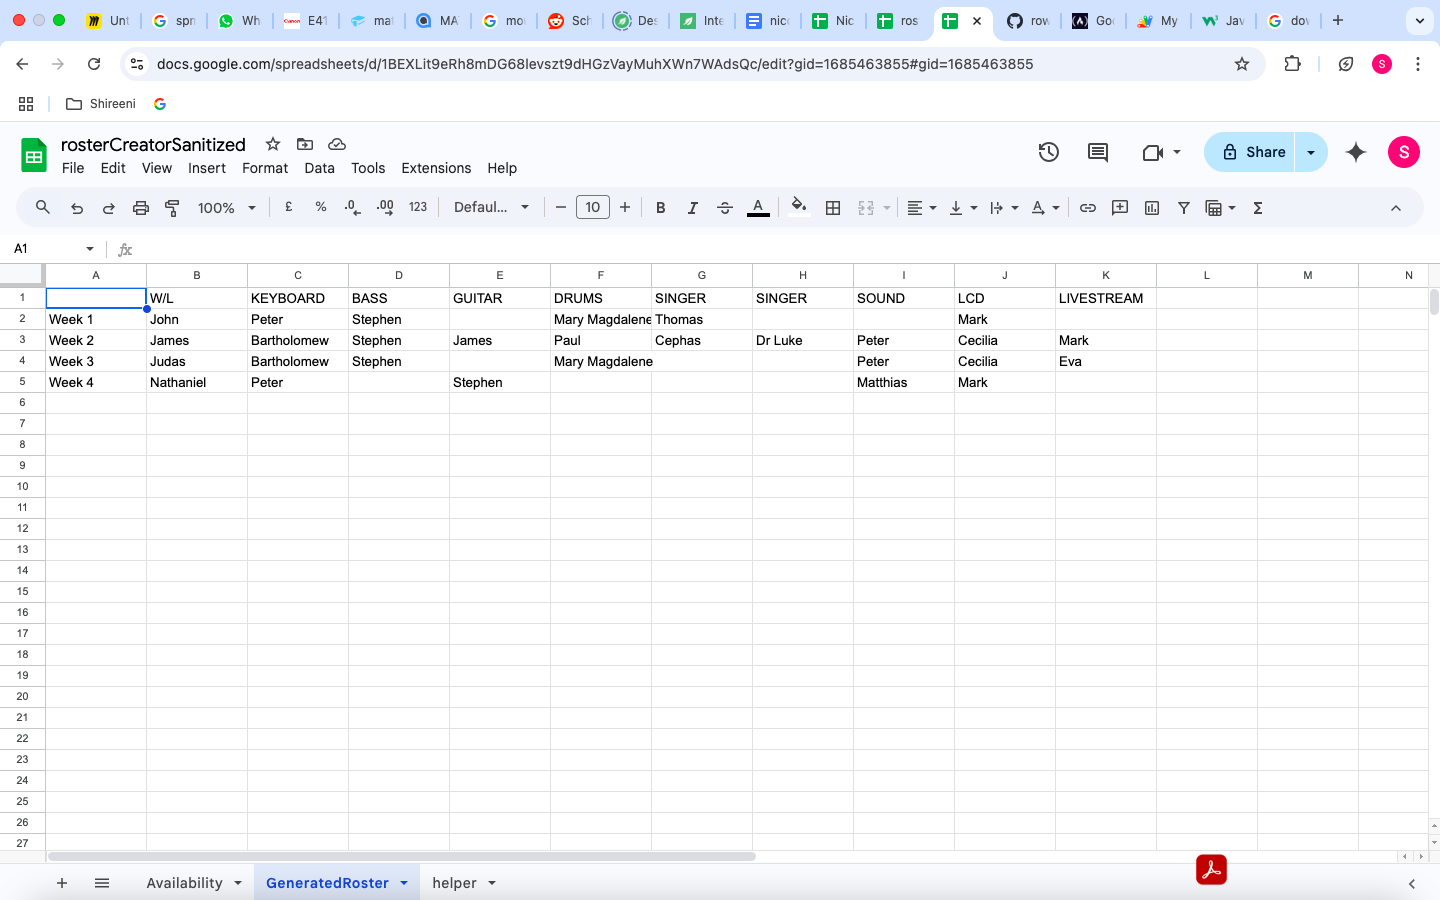 Unt
spr
Wh
E41
mat
MA
mo
Sch
Des
Inte
nicc
Nic
ros
row
Go
My
Jav
dov
docs.google.com/spreadsheets/d/1BEXLit9eRh8mDG68levszt9dHGzVayMuhXWn7WAdsQc/edit?gid=1685463855#gid=1685463855
S
Shireeni
rosterCreatorSanitized
File Edit View Insert Format Data Tools Extensions Help
Share
S
100% £ % .0 .00 123 Defaul... 10 B I S A
A1 fx
A B C D E F G H I J K L M N
1 W/L KEYBOARD BASS GUITAR DRUMS SINGER SINGER SOUND LCD LIVESTREAM
2 Week 1 John Peter Stephen Mary Magdalene Thomas Mark
3 Week 2 James Bartholomew Stephen James Paul Cephas Dr Luke Peter Cecilia Mark
4 Week 3 Judas Bartholomew Stephen Mary Magdalene Peter Cecilia Eva
5 Week 4 Nathaniel Peter Stephen Matthias Mark
6
7
8
9
10
11
12
13
14
15
16
17
18
19
20
21
22
23
24
25
26
27
Availability GeneratedRoster helper